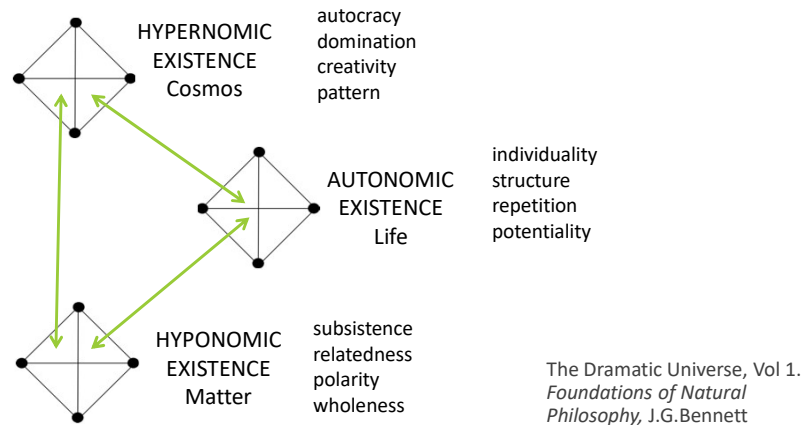 HYPERNOMIC
EXISTENCE
Cosmos
autocracy
domination
creativity
pattern
AUTONOMIC
EXISTENCE
Life
individuality
structure
repetition
potentiality
HYPONOMIC
EXISTENCE
Matter
subsistence
relatedness
polarity
wholeness
The Dramatic Universe, Vol 1.
Foundations of Natural
Philosophy, J.G.Bennett